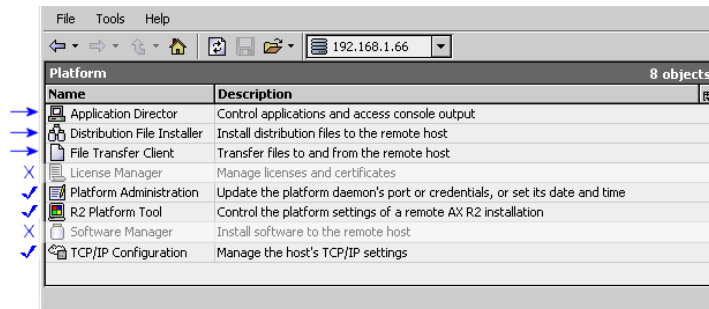 File Tools Help
192.168.1.66
Platform 8 objects
Name Description
Application Director Control applications and access console output
Distribution File Installer Install distribution files to the remote host
File Transfer Client Transfer files to and from the remote host
License Manager Manage licenses and certificates
Platform Administration Update the platform daemon's port or credentials, or set its date and time
R2 Platform Tool Control the platform settings of a remote AX R2 installation
Software Manager Install software to the remote host
TCP/IP Configuration Manage the host's TCP/IP settings